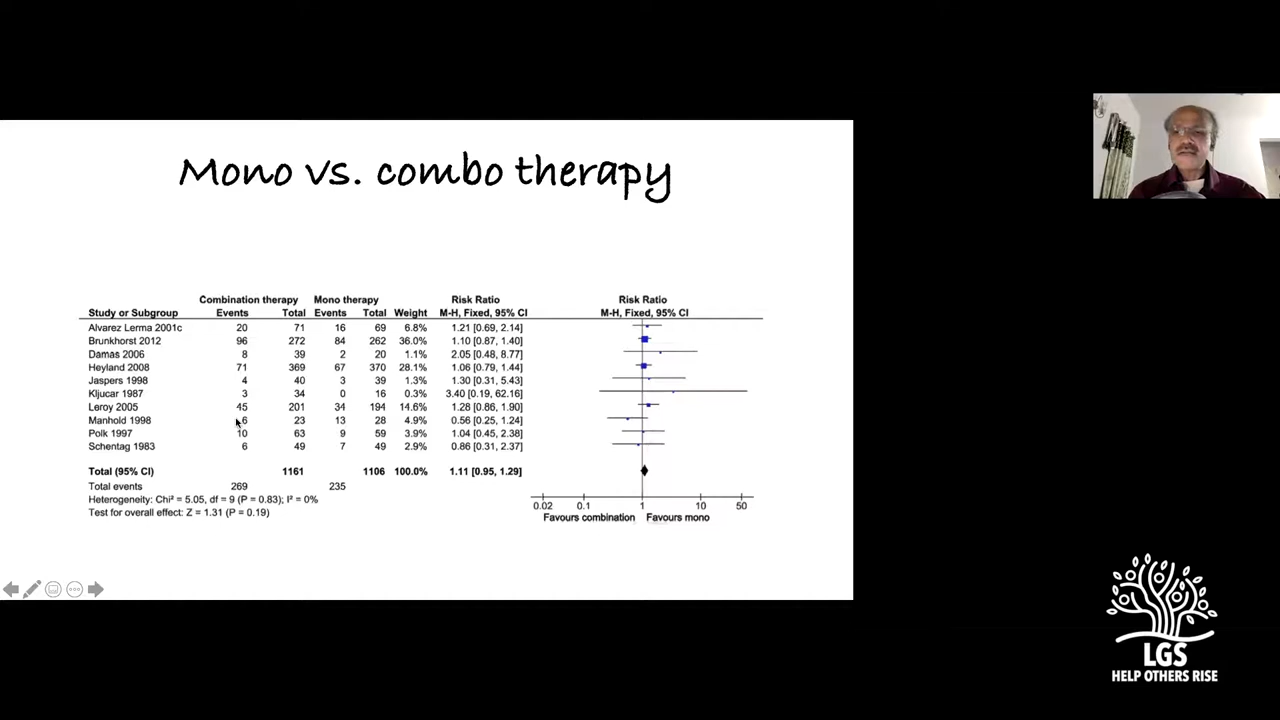 Mono vs. combo therapy
Combination therapy Mono therapy Risk Ratio Risk Ratio
Study or Subgroup Events Total Events Total Weight M-H, Fixed, 95% CI M-H, Fixed, 95% CI
Alvarez Lerma 2001c 20 71 16 69 6.8% 1.21 [0.69, 2.14]
Brunkhorst 2012 96 272 84 262 36.0% 1.10 [0.87, 1.40]
Damas 2006 8 39 2 20 1.1% 2.05 [0.48, 8.77]
Heyland 2008 71 369 67 370 28.1% 1.06 [0.79, 1.44]
Jaspers 1998 4 40 3 39 1.3% 1.30 [0.31, 5.43]
Kljucar 1987 3 34 0 16 0.3% 3.40 [0.19, 62.16]
Leroy 2005 45 201 34 194 14.6% 1.28 [0.86, 1.90]
Manhold 1998 6 23 13 28 4.9% 0.56 [0.25, 1.24]
Polk 1997 10 63 9 59 3.9% 1.04 [0.45, 2.38]
Schentag 1983 6 49 7 49 2.9% 0.86 [0.31, 2.37]
Total (95% CI) 1161 1106 100.0% 1.11 [0.95, 1.29]
Total events 269 235
Heterogeneity: Chi² = 5.05, df = 9 (P = 0.83); I² = 0%
Test for overall effect: Z = 1.31 (P = 0.19)
0.02 0.1 1 10 50
Favours combination Favours mono
LGS
HELP OTHERS RISE